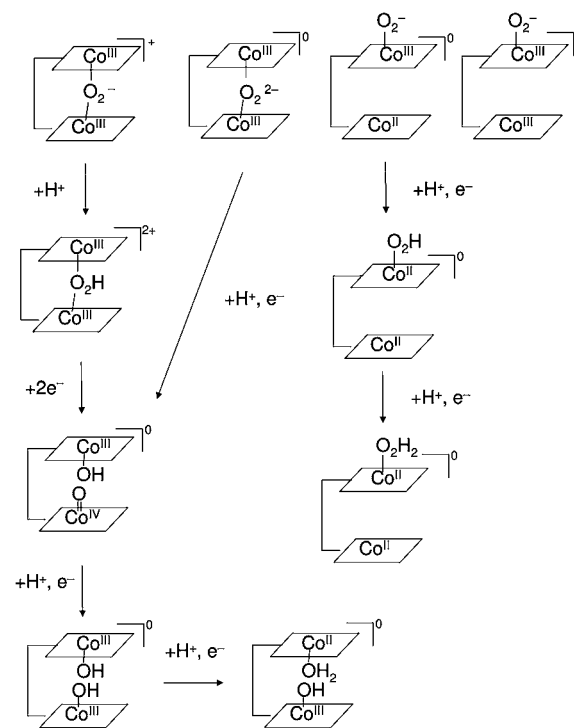 Co^III ]^+
O₂⁻
Co^III
Co^III ]^0
O₂²⁻
Co^III
O₂⁻
Co^III ]^0
Co^II
O₂⁻
Co^III ]^0
Co^III
+H⁺
+H⁺, e⁻
Co^III ]^2+
O₂H
Co^III
+H⁺, e⁻
O₂H
Co^II ]^0
Co^II
+2e⁻
+H⁺, e⁻
Co^III ]^0
OH
O
Co^IV
O₂H₂
Co^II ]^0
Co^II
+H⁺, e⁻
Co^III ]^0
OH
OH
Co^III
+H⁺, e⁻
Co^II ]^0
OH₂
OH
Co^III